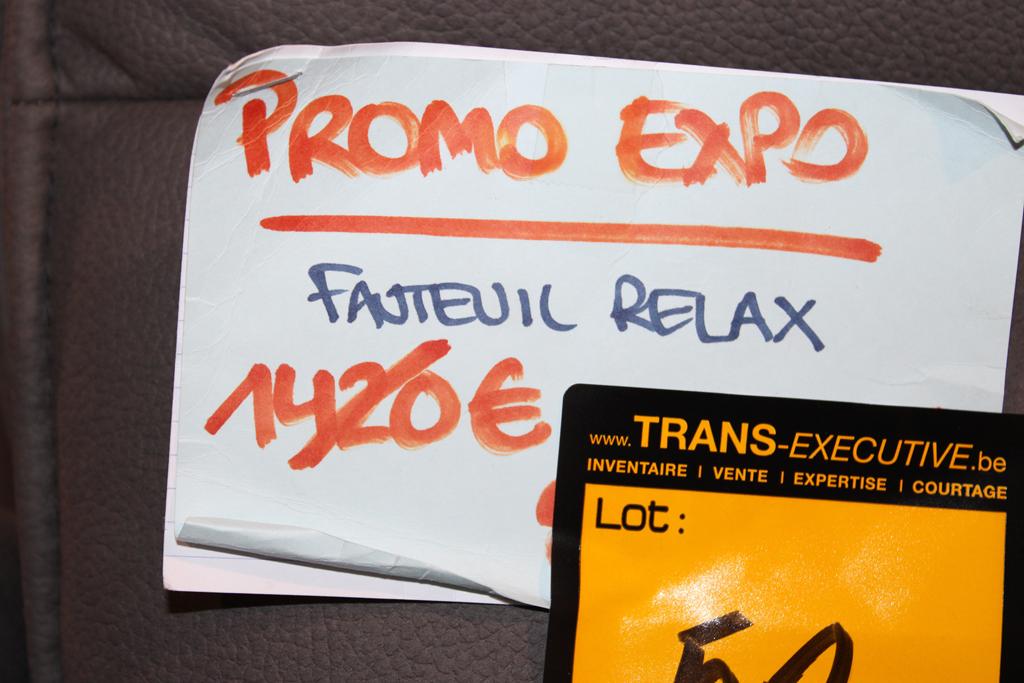 PROMO EXPO
FAUTEUIL RELAX
1420€
www.TRANS-EXECUTIVE.be
INVENTAIRE | VENTE | EXPERTISE | COURTAGE
Lot: